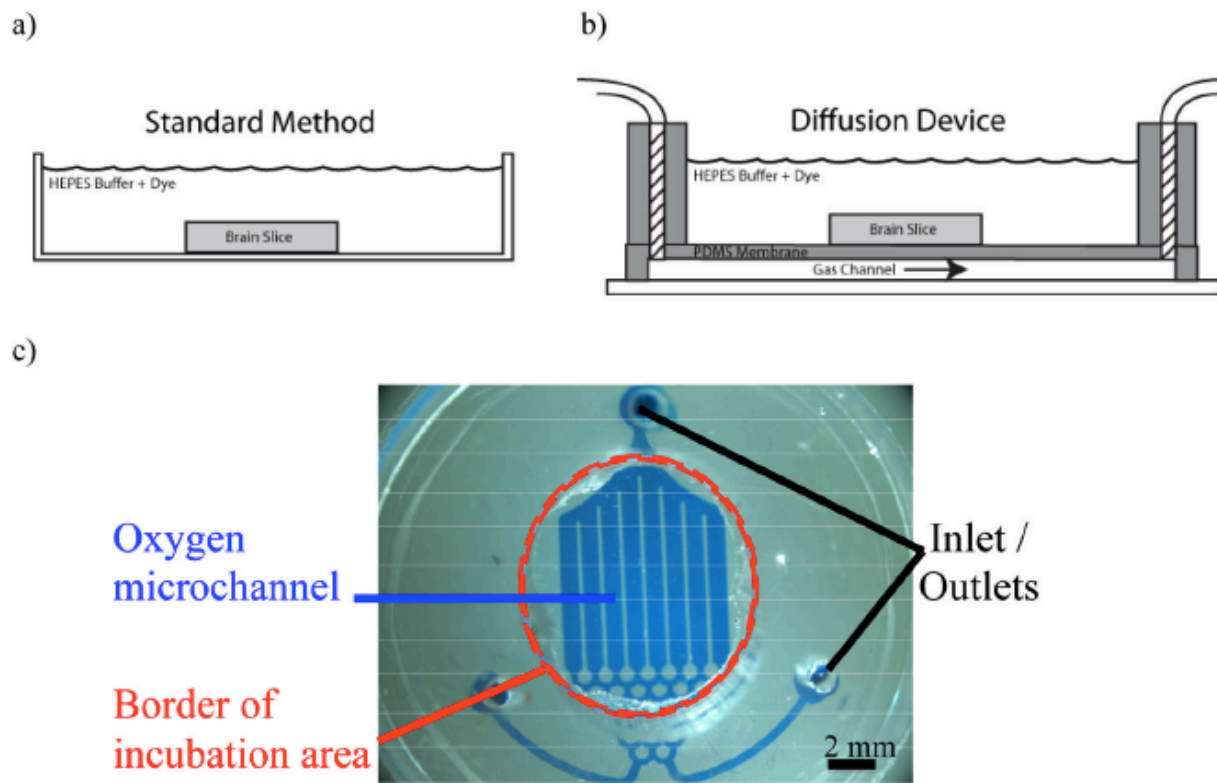 a)
Standard Method
HEPES Buffer + Dye
Brain Slice
b)
Diffusion Device
HEPES Buffer + Dye
Brain Slice
PDMS Membrane
Gas Channel
c)
Oxygen
microchannel
Border of
incubation area
Inlet /
Outlets
2 mm